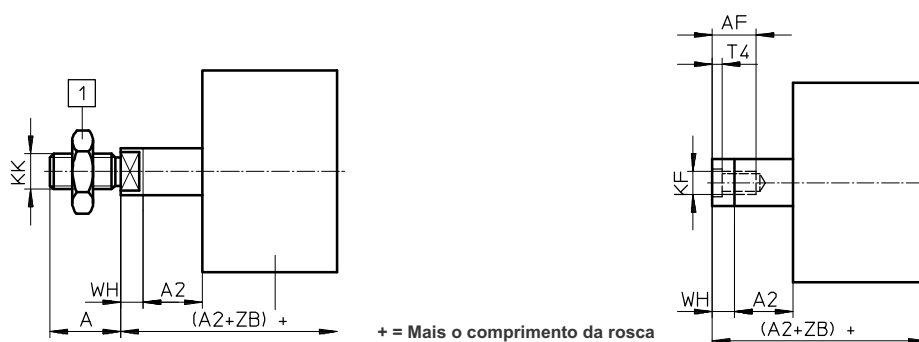 1
KK
WH
A2
A
(A2+ZB) +
+ = Mais o comprimento da rosca
AF
T4
KF
WH
A2
(A2+ZB) +